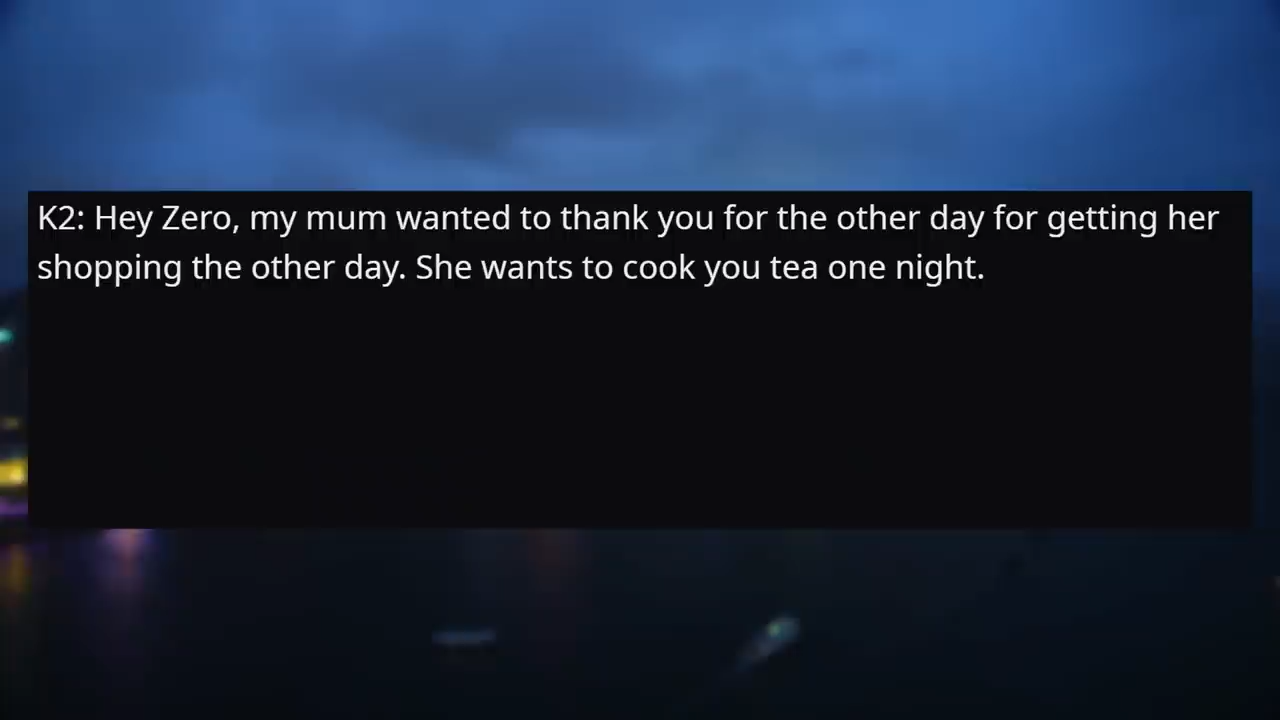 K2: Hey Zero, my mum wanted to thank you for the other day for getting her
shopping the other day. She wants to cook you tea one night.